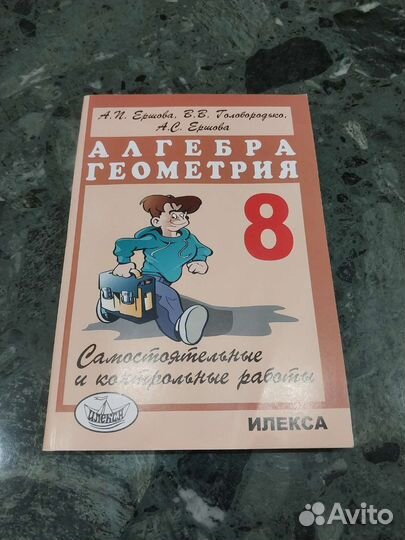 А.П. Ершова, В.В. Голобородько,
А.С. Ершова
АЛГЕБРА
ГЕОМЕТРИЯ
8
Самостоятельные
и контрольные работы
ИЛЕКСА
ИЛЕКСА
Avito